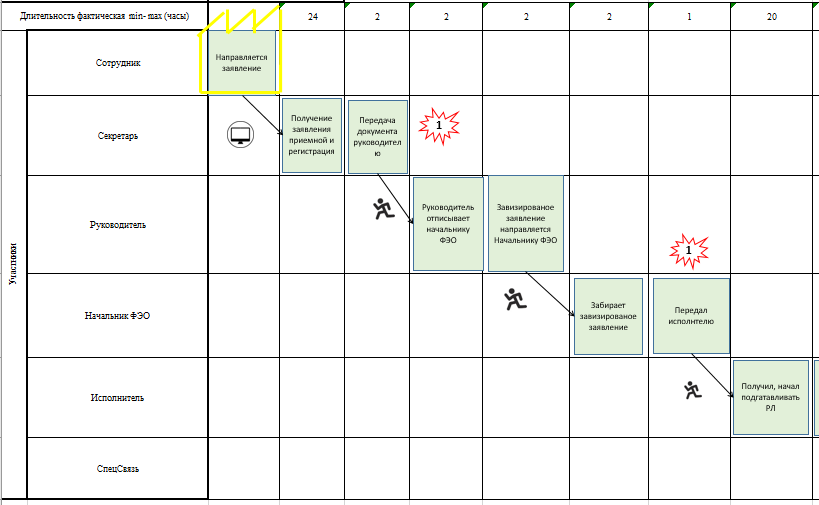 Длительность фактическая min- max (часы)
24
2
2
2
2
1
20
Участники
Сотрудник
Направляется
заявление
Секретарь
Получение
заявления
приемной и
регистрация
Передача
документа
руководител
ю
1
Руководитель
Руководитель
отписывает
начальнику
ФЭО
Завизированое
заявление
направляется
Начальнику ФЭО
1
Начальник ФЭО
Забирает
завизированое
заявление
Передал
исполнтелю
Исполнитель
Получил, начал
подгатавливать
РЛ
СпецСвязь